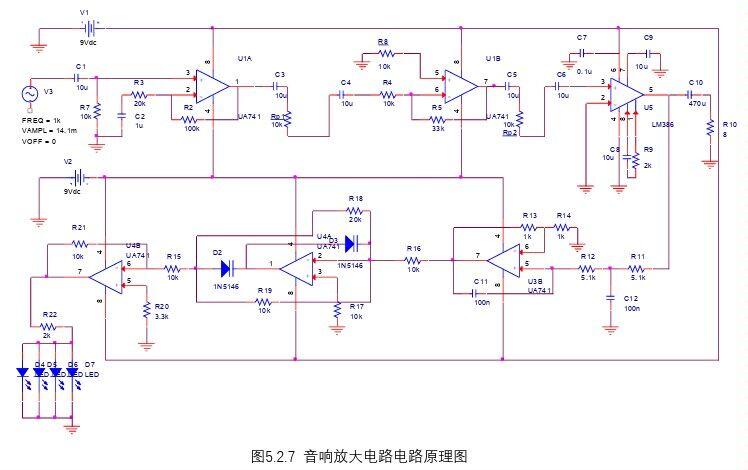 V1
9Vdc
C1
10u
V3
FREQ = 1k
VAMPL = 14.1m
VOFF = 0
R7
10k
R3
20k
C2
1u
3
2
8
4
1
U1A
UA741
R2
100k
C3
10u
10k
Rp1
C4
10u
R8
10k
R4
10k
5
6
8
4
7
U1B
UA741
R5
33k
C5
10u
10k
Rp2
C6
10u
C7
0.1u
C9
10u
3
2
6
7
5
4
8
1
U5
LM386
C8
10u
R9
2k
C10
470u
R10
8
V2
9Vdc
R21
10k
U4B
UA741
4
6
5
7
8
R20
3.3k
R15
10k
D2
1N5146
R18
20k
U4A
UA741
D3
1N5146
4
2
3
1
8
R19
10k
R17
10k
R16
10k
R13
1k
R14
1k
4
6
5
7
8
U3B
UA741
C11
100n
R12
5.1k
R11
5.1k
C12
100n
R22
2k
D4
D5
D6
D7
LED
LED
LED
LED
图5.2.7 音响放大电路电路原理图